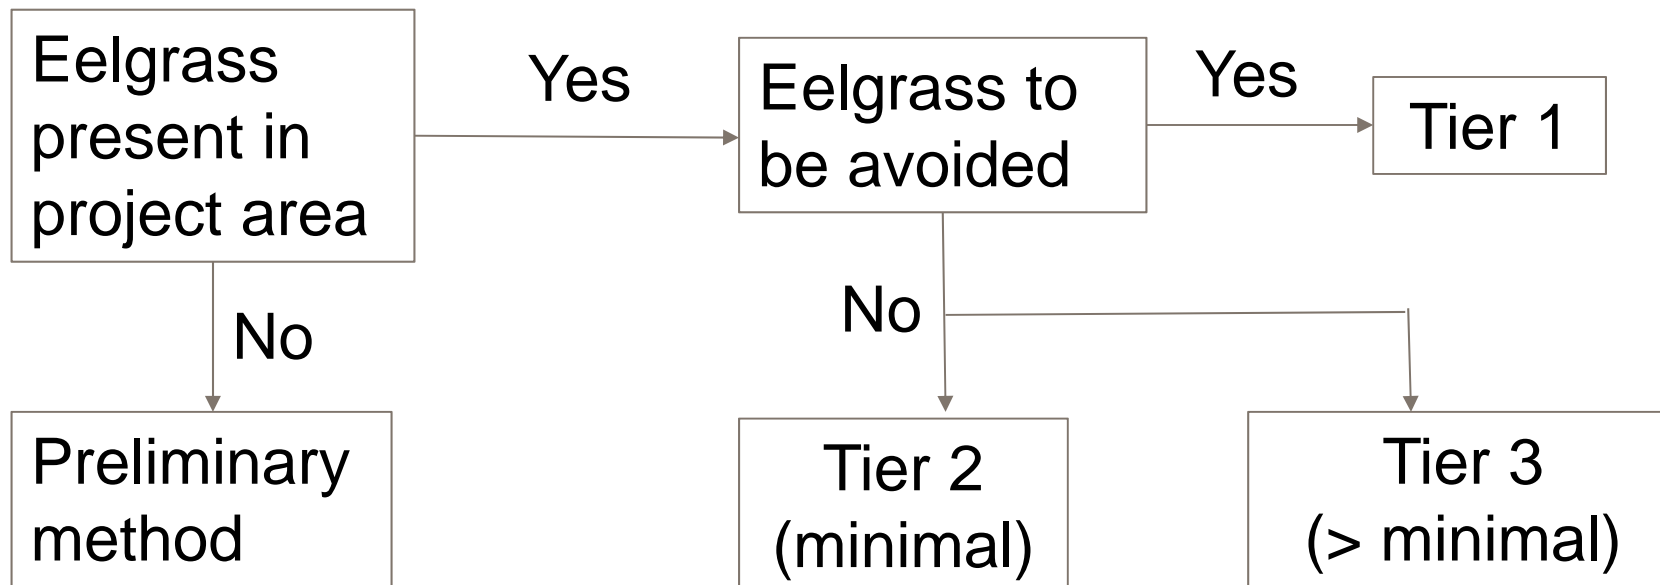 Eelgrass
present in
project area
Yes
Eelgrass to
be avoided
Yes
Tier 1
No
No
Preliminary
method
Tier 2
(minimal)
Tier 3
(> minimal)